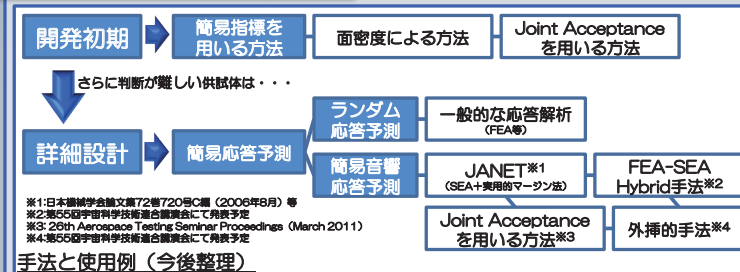 開発初期
簡易指標を
用いる方法
面密度による方法
Joint Acceptance
を用いる方法
さらに判断が難しい供試体は・・・
詳細設計
簡易応答予測
ランダム
応答予測
一般的な応答解析
(FEA等)
簡易音響
応答予測
JANET※1
(SEA+実用的マージン法)
FEA-SEA
Hybrid手法※2
Joint Acceptance
を用いる方法※3
外挿的手法※4
※1:日本機械学会論文集72巻720号C編(2006年8月)等
※2:第55回宇宙科学技術連合講演会にて発表予定
※3:26th Aerospace Testing Seminar Proceedings(March 2011)
※4:第55回宇宙科学技術連合講演会にて発表予定
手法と使用例(今後整理)